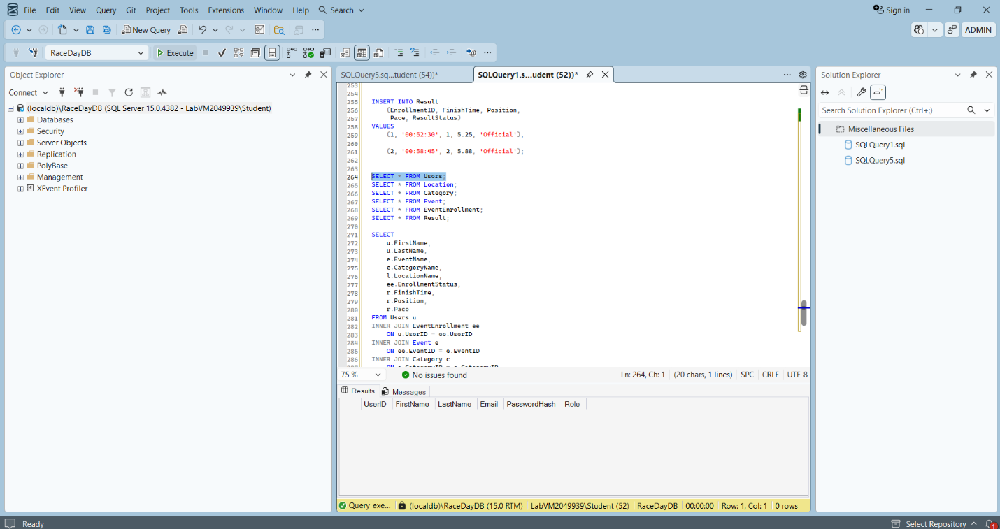 File Edit View Query Git Project Tools Extensions Window Help Search Sign in
New Query ADMIN
RaceDayDB Execute
Object Explorer
Connect
(localdb)\RaceDayDB (SQL Server 15.0.4382 - LabVM2049939\Student)
Databases
Security
Server Objects
Replication
PolyBase
Management
XEvent Profiler
SQLQuery5.sq...tudent (54))* SQLQuery1.s...udent (52))*
253
254
255 INSERT INTO Result
256 (EnrollmentID, FinishTime, Position,
257 Pace, ResultStatus)
258 VALUES
259 (1, '00:52:30', 1, 5.25, 'Official'),
260
261 (2, '00:58:45', 2, 5.88, 'Official');
262
263
264 SELECT * FROM Users;
265 SELECT * FROM Location;
266 SELECT * FROM Category;
267 SELECT * FROM Event;
268 SELECT * FROM EventEnrollment;
269 SELECT * FROM Result;
270
271 SELECT
272 u.FirstName,
273 u.LastName,
274 e.EventName,
275 c.CategoryName,
276 l.LocationName,
277 ee.EnrollmentStatus,
278 r.FinishTime,
279 r.Position,
280 r.Pace
281 FROM Users u
282 INNER JOIN EventEnrollment ee
283 ON u.UserID = ee.UserID
284 INNER JOIN Event e
285 ON ee.EventID = e.EventID
286 INNER JOIN Category c
75 % No issues found Ln: 264, Ch: 1 (20 chars, 1 lines) SPC CRLF UTF-8
Results Messages
UserID FirstName LastName Email PasswordHash Role
Query exe... (localdb)\RaceDayDB (15.0 RTM) LabVM2049939\Student (52) RaceDayDB 00:00:00 Row: 1, Col: 1 0 rows
Solution Explorer
Search Solution Explorer (Ctrl+;)
Miscellaneous Files
SQLQuery1.sql
SQLQuery5.sql
Ready Select Repository 1